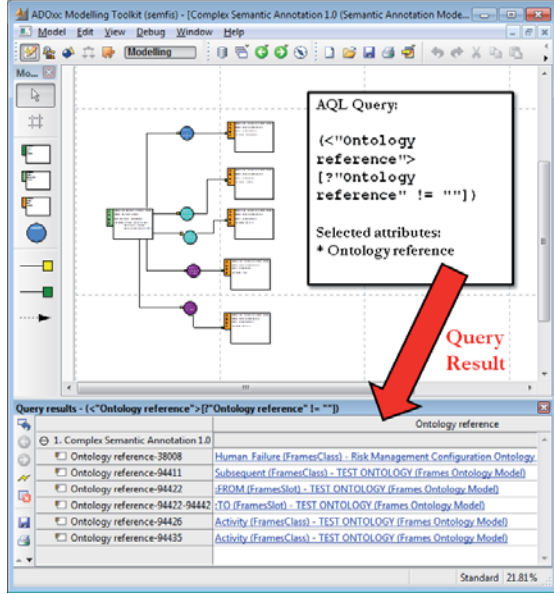 ADOxx: Modelling Toolkit (semfis) - [Complex Semantic Annotation 1.0 (Semantic Annotation Mode...
Model Edit View Debug Window Help
Modelling
Mo...
AQL Query:
(<"Ontology
reference">
[?"Ontology
reference" != ""])
Selected attributes:
* Ontology reference
Query
Result
Query results - (<"Ontology reference">[?"Ontology reference" != ""])
Ontology reference
1. Complex Semantic Annotation 1.0
Ontology reference-38008 Human Failure (FramesClass) - Risk Management Configuration Ontology
Ontology reference-94411 Subsequent (FramesClass) - TEST ONTOLOGY (Frames Ontology Model)
Ontology reference-94422 :FROM (FramesSlot) - TEST ONTOLOGY (Frames Ontology Model)
Ontology reference-94422-94442 :TO (FramesSlot) - TEST ONTOLOGY (Frames Ontology Model)
Ontology reference-94426 Activity (FramesClass) - TEST ONTOLOGY (Frames Ontology Model)
Ontology reference-94435 Activity (FramesClass) - TEST ONTOLOGY (Frames Ontology Model)
Standard 21.81%